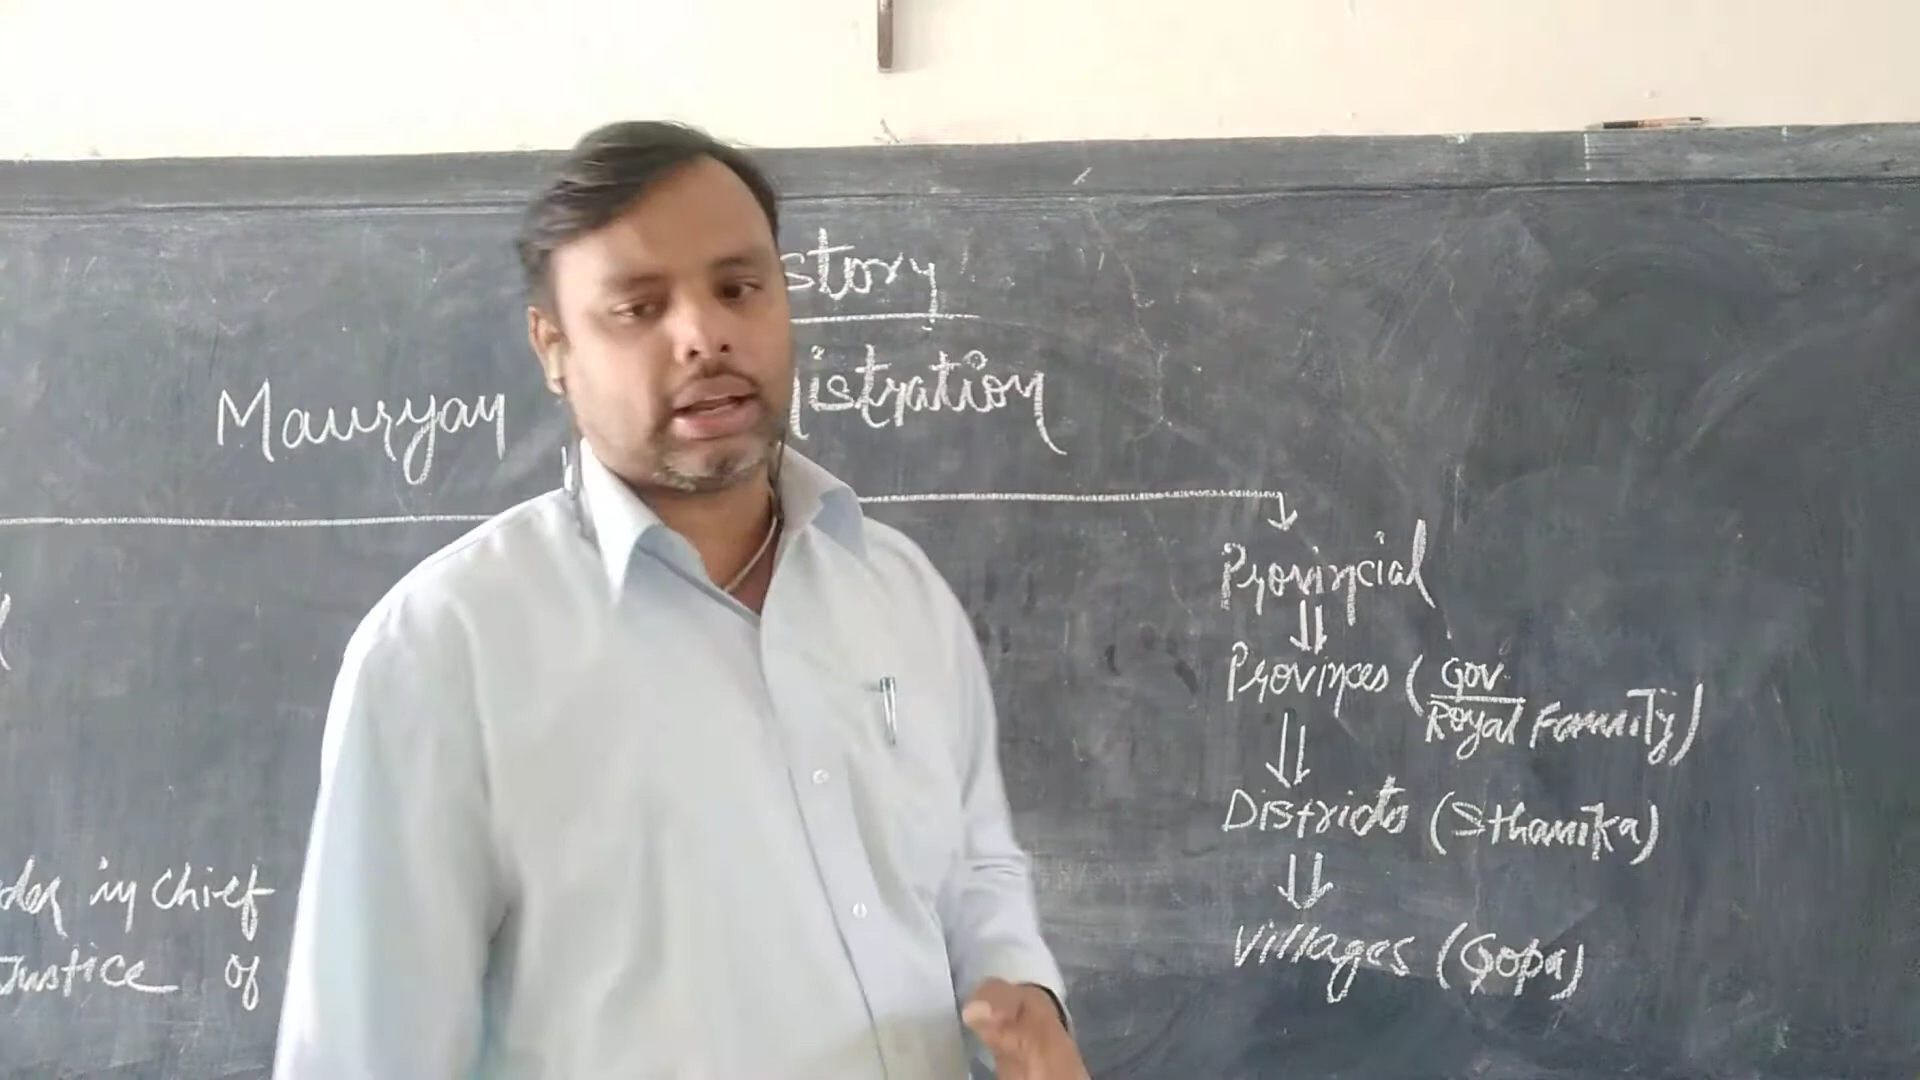 story
Mauryan istration
Provincial
Provinces ( Gov.
Royal Family)
Districts (Sthanika)
Villages (Gopa)
der in Chief
Justice of